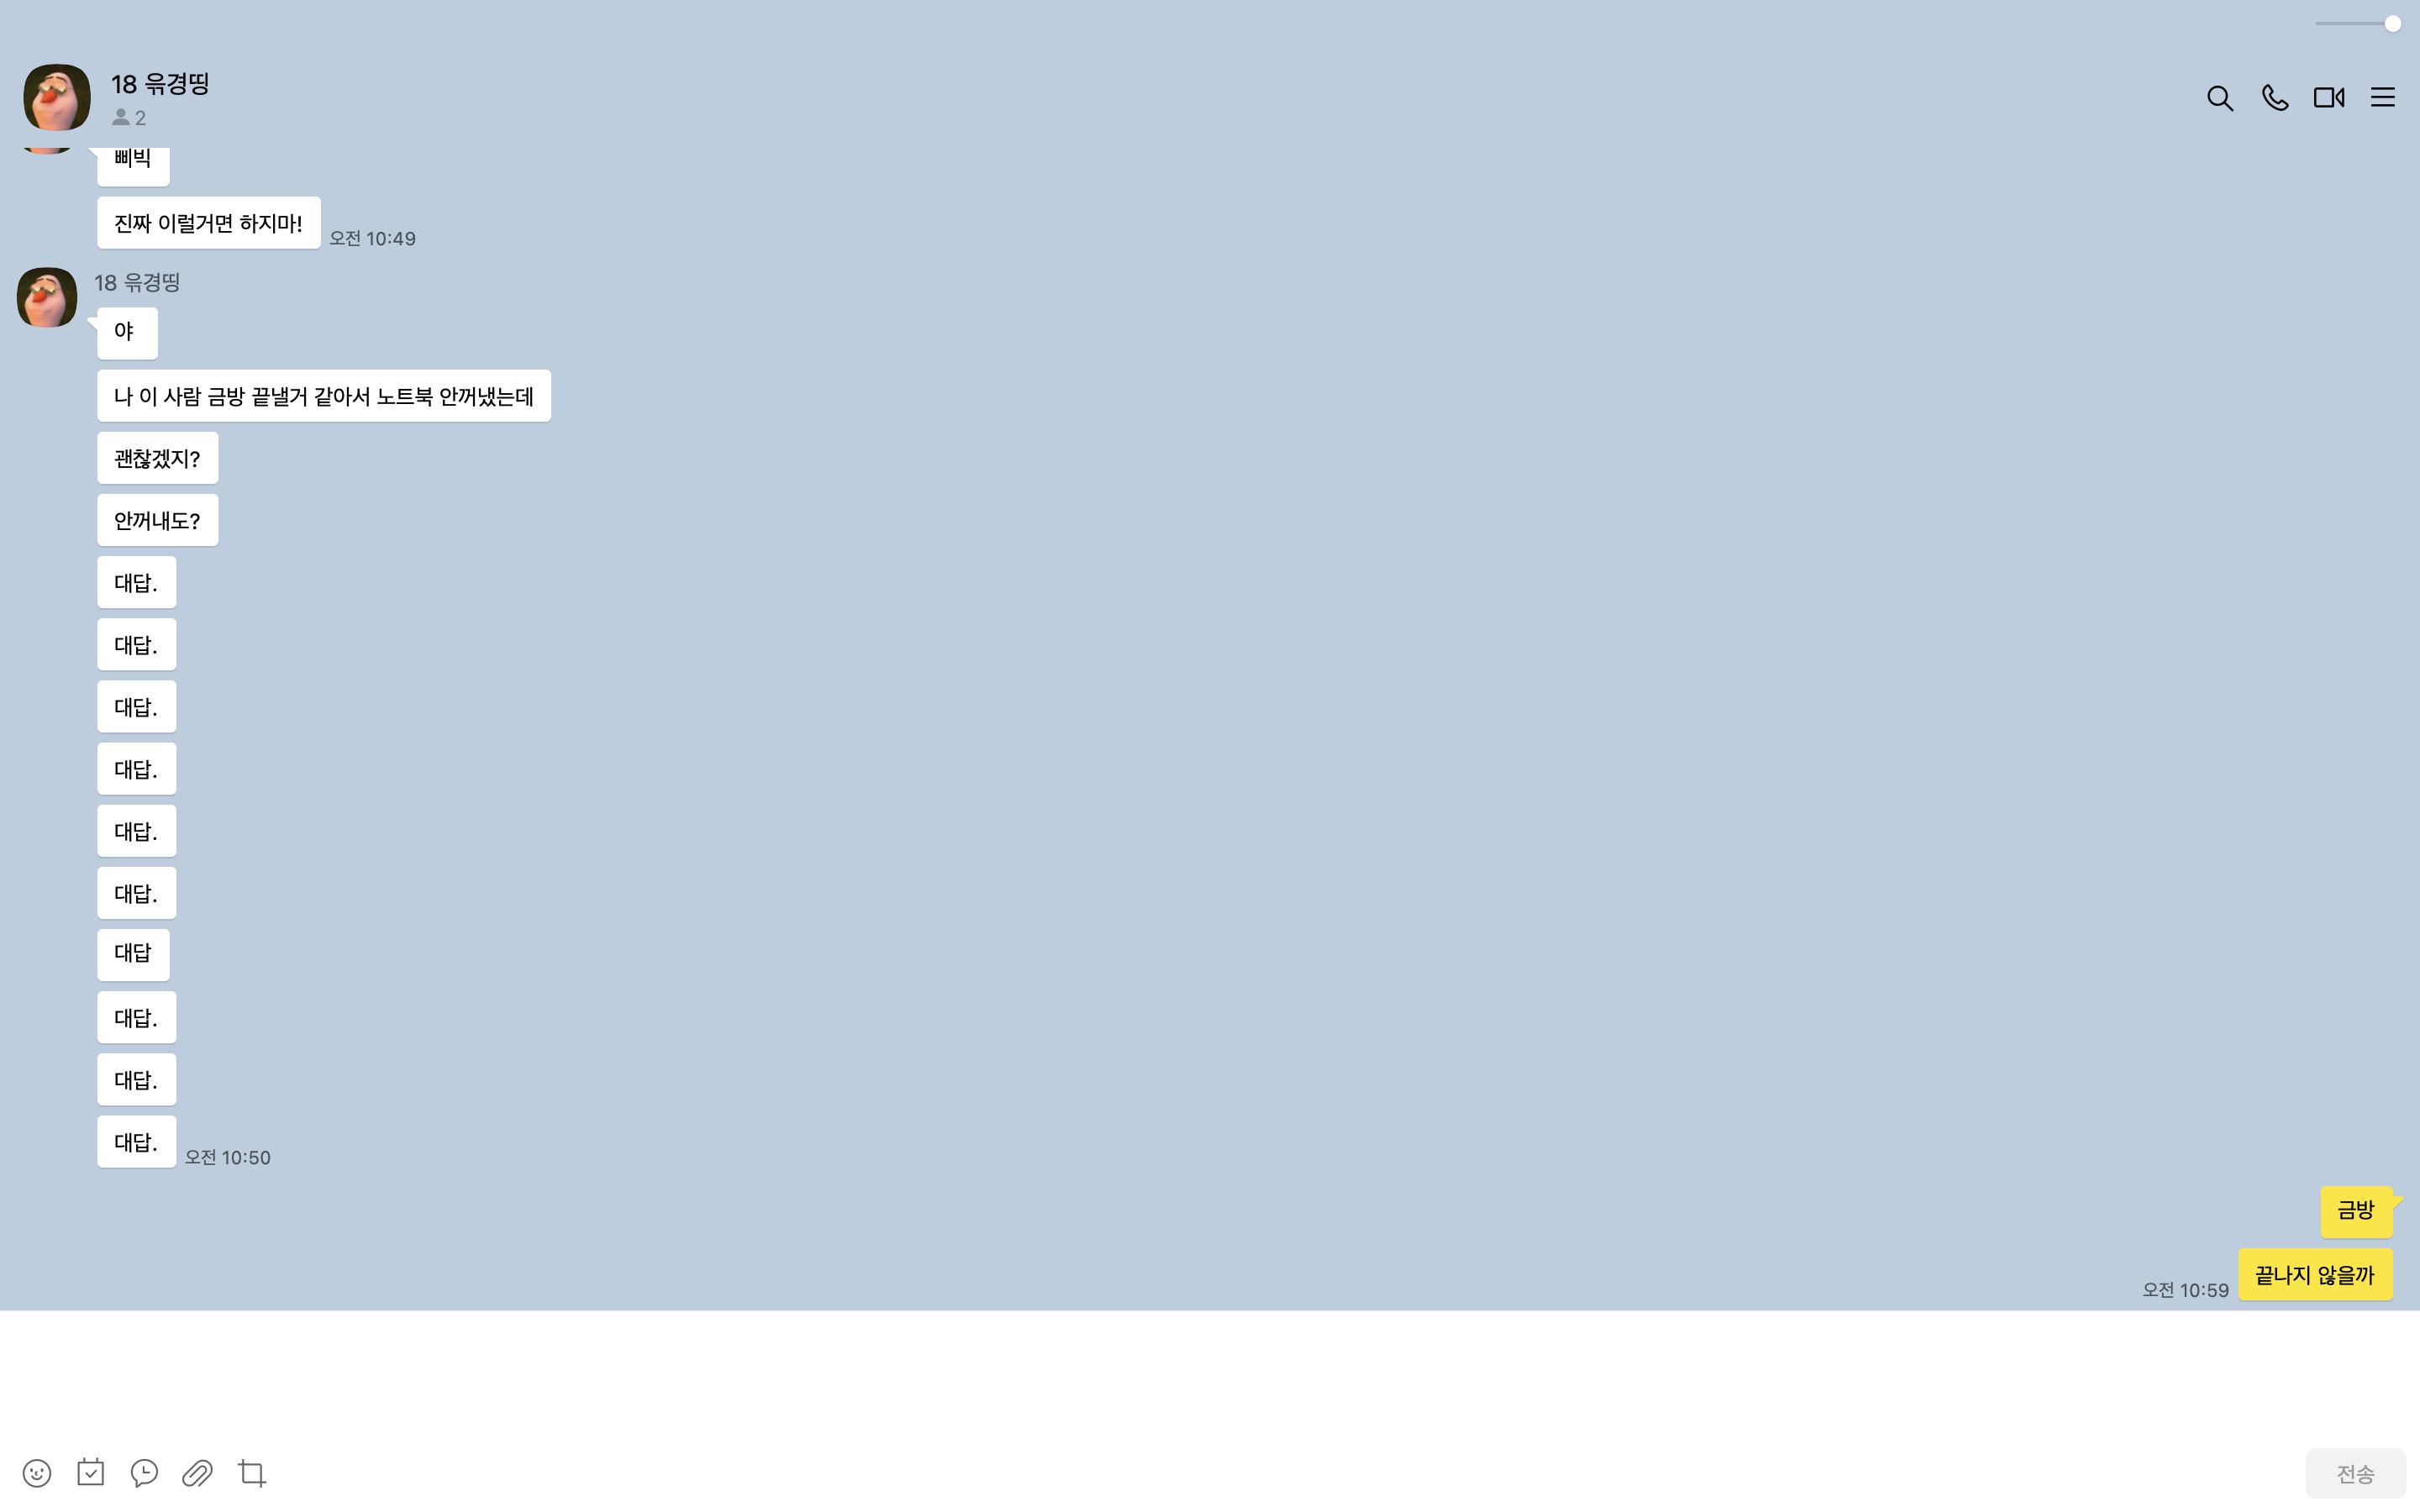 18 윾경띵
2
삐빅
진짜 이럴거면 하지마!
오전 10:49
18 윾경띵
야
나 이 사람 금방 끝낼거 같아서 노트북 안꺼냈는데
괜찮겠지?
안꺼내도?
대답.
대답.
대답.
대답.
대답.
대답.
대답
대답.
대답.
대답.
오전 10:50
금방
끝나지 않을까
오전 10:59
전송